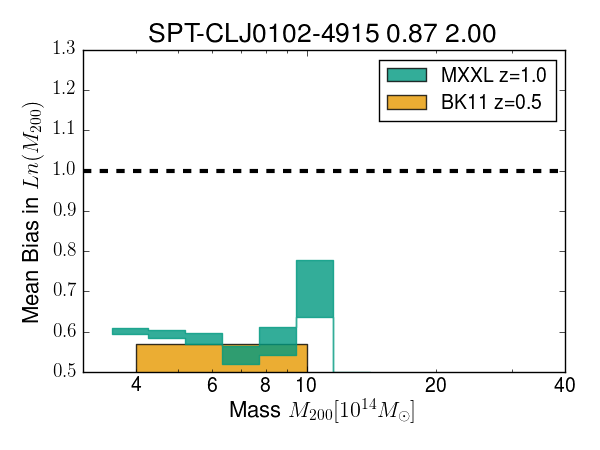 SPT-CLJ0102-4915 0.87 2.00
MXXL z=1.0
BK11 z=0.5
Mean Bias in Ln(M₂₀₀)
1.3
1.2
1.1
1.0
0.9
0.8
0.7
0.6
0.5
4 6 8 10 20 40
Mass M₂₀₀[10¹⁴M⊙]